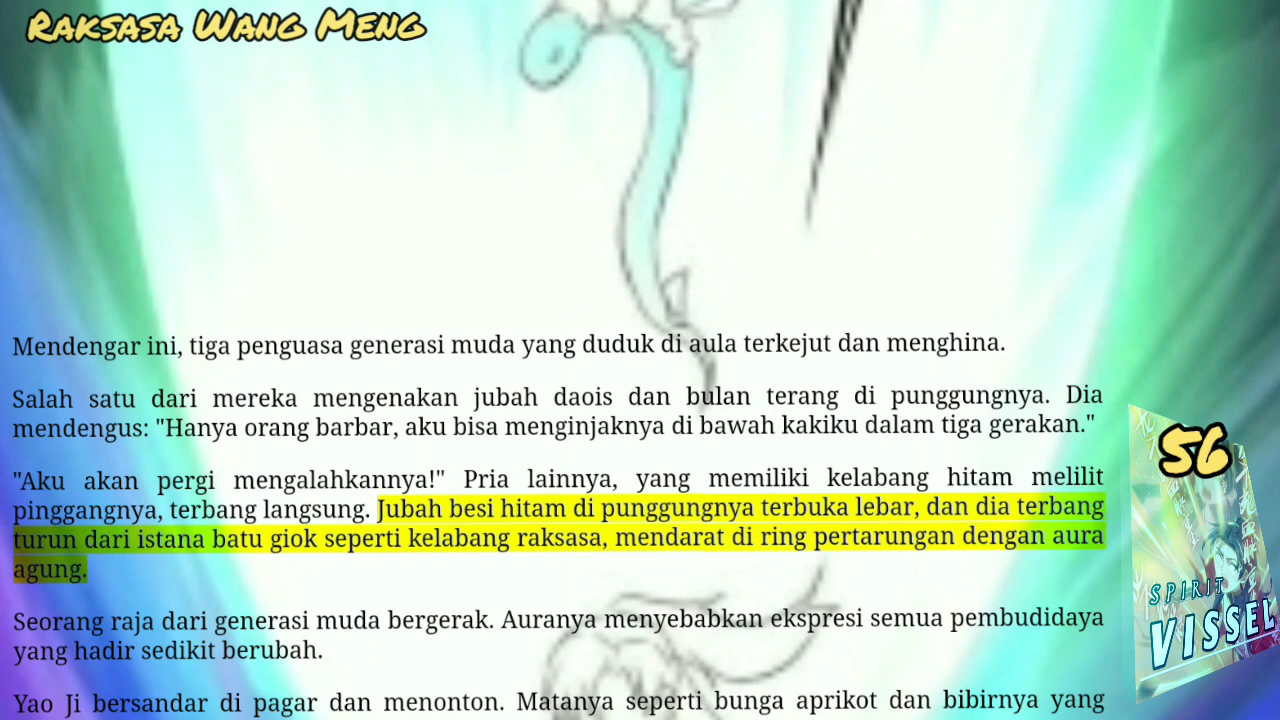 Raksasa Wang Meng
Mendengar ini, tiga penguasa generasi muda yang duduk di aula terkejut dan menghina.
Salah satu dari mereka mengenakan jubah daois dan bulan terang di punggungnya. Dia
mendengus: "Hanya orang barbar, aku bisa menginjaknya di bawah kakiku dalam tiga gerakan."
"Aku akan pergi mengalahkannya!" Pria lainnya, yang memiliki kelabang hitam melilit
pinggangnya, terbang langsung. Jubah besi hitam di punggungnya terbuka lebar, dan dia terbang
turun dari istana batu giok seperti kelabang raksasa, mendarat di ring pertarungan dengan aura
agung.
Seorang raja dari generasi muda bergerak. Auranya menyebabkan ekspresi semua pembudidaya
yang hadir sedikit berubah.
Yao Ji bersandar di pagar dan menonton. Matanya seperti bunga aprikot dan bibirnya yang
56
SPIRIT
VISSEL